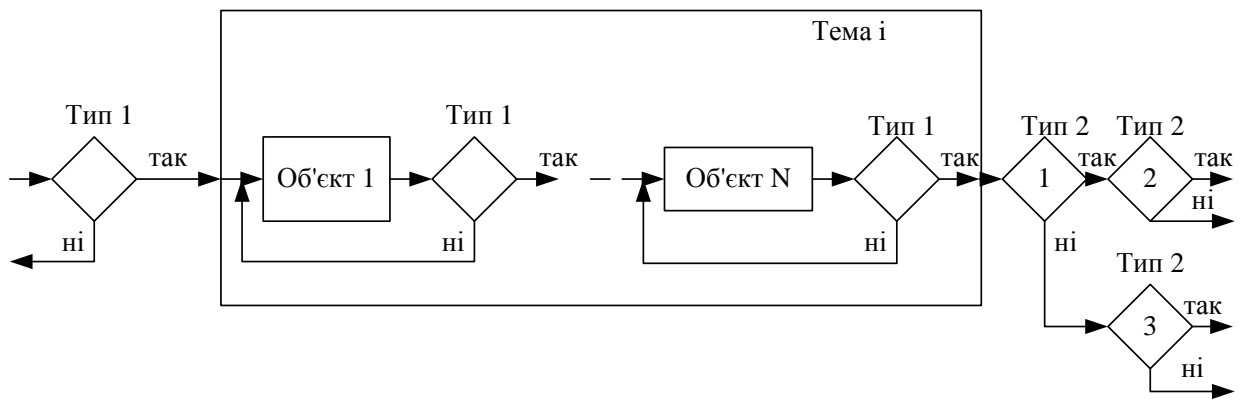 Тема i
Тип 1
так
ні
Об'єкт 1
Тип 1
так
ні
Об'єкт N
Тип 1
так
ні
Тип 2
1
так
ні
Тип 2
2
так
ні
Тип 2
3
так
ні